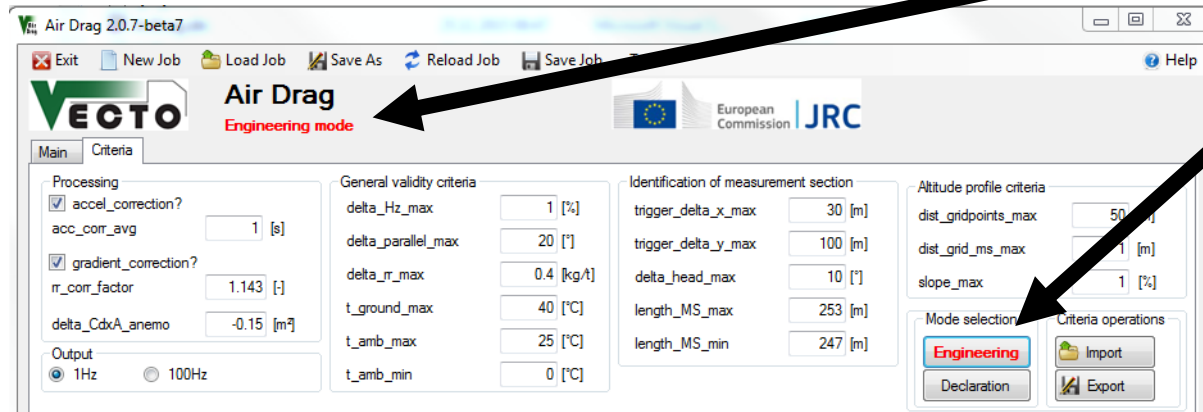 Air Drag 2.0.7-beta7
Exit New Job Load Job Save As Reload Job Save Job Help
VECTO Air Drag European Commission JRC
Engineering mode
Main Criteria
Processing
accel_correction?
acc_corr_avg 1 [s]
gradient_correction?
rr_corr_factor 1.143 [-]
delta_CdxA_anemo -0.15 [m²]
Output
1Hz 100Hz
General validity criteria
delta_Hz_max 1 [%]
delta_parallel_max 20 [°]
delta_rr_max 0.4 [kg/t]
t_ground_max 40 [°C]
t_amb_max 25 [°C]
t_amb_min 0 [°C]
Identification of measurement section
trigger_delta_x_max 30 [m]
trigger_delta_y_max 100 [m]
delta_head_max 10 [°]
length_MS_max 253 [m]
length_MS_min 247 [m]
Altitude profile criteria
dist_gridpoints_max 50
dist_grid_ms_max 1 [m]
slope_max 1 [%]
Mode selection
Engineering
Declaration
Criteria operations
Import
Export